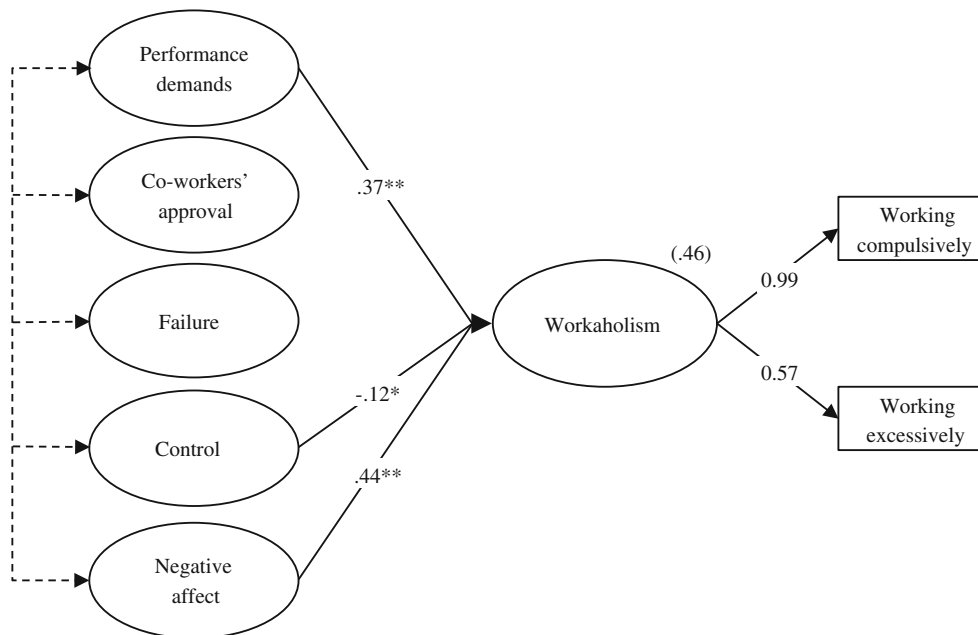 Performance
demands
Co-workers’
approval
.37**
Working
compulsively
(.46)
0.99
Failure
Workaholism
0.57
-.12*
Working
excessively
Control
.44**
Negative
affect